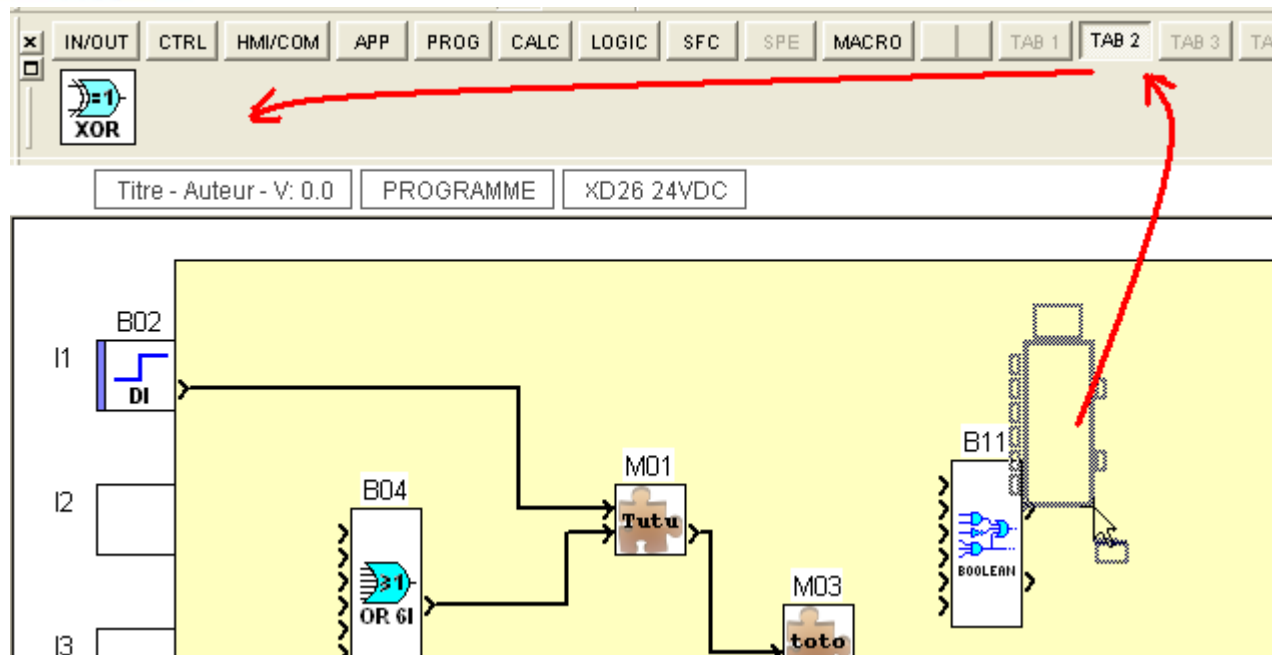 IN/OUT CTRL HMI/COM APP PROG CALC LOGIC SFC SPE MACRO TAB 1 TAB 2 TAB 3 TA
=1
XOR
Titre - Auteur - V: 0.0 PROGRAMME XD26 24VDC
B02
I1
DI
B11
M01
I2
B04
Tutu
BOOLEAN
≥1
M03
OR 6I
I3
toto